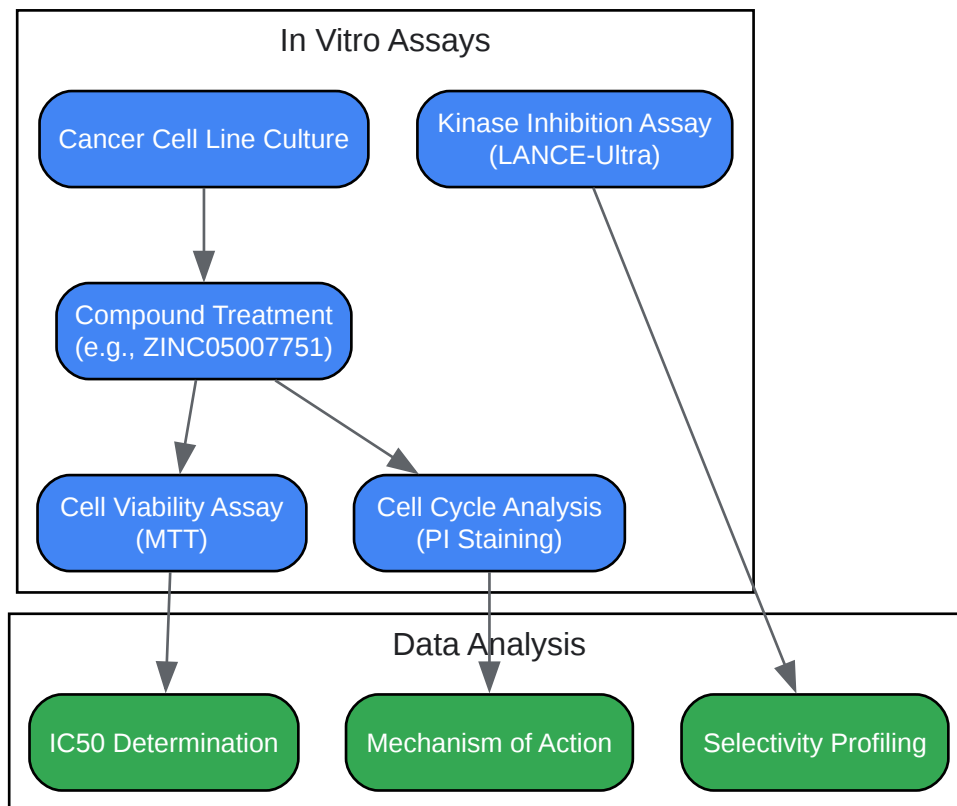 In Vitro Assays
Cancer Cell Line Culture
Kinase Inhibition Assay
(LANCE-Ultra)
Compound Treatment
(e.g., ZINC05007751)
Cell Viability Assay
(MTT)
Cell Cycle Analysis
(PI Staining)
Data Analysis
IC50 Determination
Mechanism of Action
Selectivity Profiling